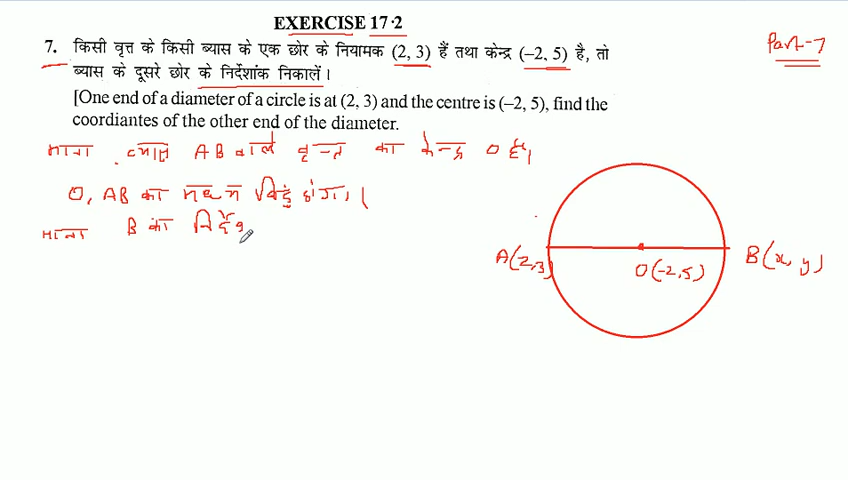 EXERCISE 17·2
Part-7
7. किसी वृत्त के किसी व्यास के एक छोर के नियामक (2, 3) हैं तथा केन्द्र (–2, 5) है, तो
ब्यास के दूसरे छोर के निर्देशांक निकालें ।
[One end of a diameter of a circle is at (2, 3) and the centre is (–2, 5), find the
coordiantes of the other end of the diameter.
माना व्यास AB वाले वृत्त का केन्द्र O है।
O, AB का मध्य बिंदु होगा।
माना B का
A(2,3)
O(-2,5)
B(x, y)